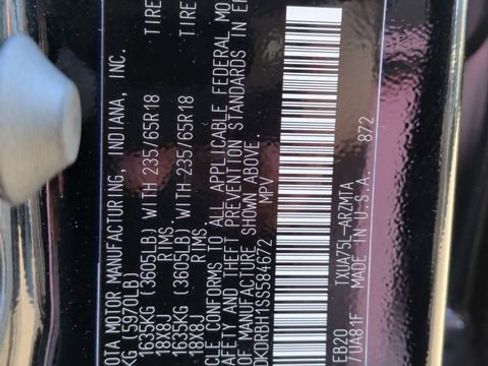 OTA MOTOR MANUFACTURING, INDIANA, INC.
KG (5970LB)
1635KG (3605LB) WITH 235/65R18 TIRE
18X8J RIMS
1635KG (3605LB) WITH 235/65R18 TIRE
18X8J RIMS
CLE CONFORMS TO ALL APPLICABLE FEDERAL MO
AFETY AND THEFT PREVENTION STANDARDS IN E
OF MANUFACTURE SHOWN ABOVE.
DKDRBH1SS584672 MPV
EB20 TXUA75L-ARZMTA
/UA81F MADE IN U.S.A. 872